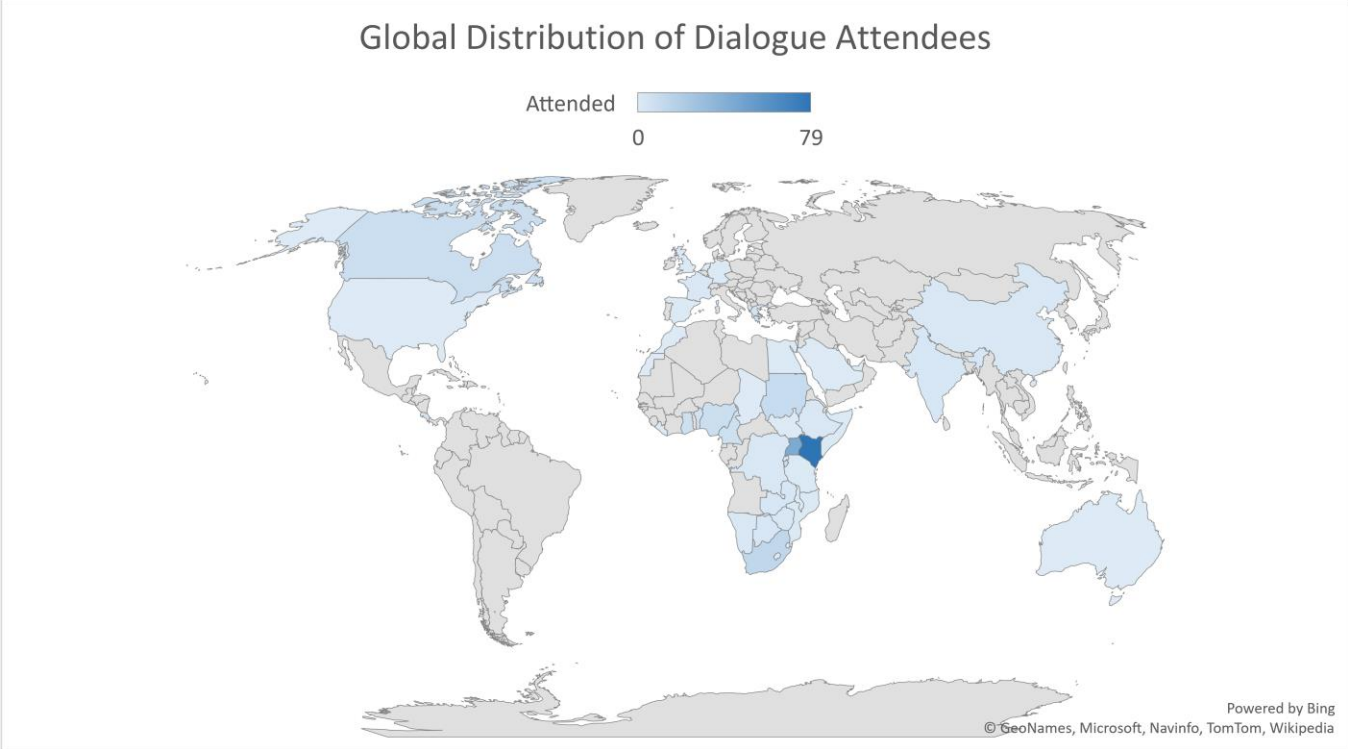 Global Distribution of Dialogue Attendees
Attended
0 79
Powered by Bing
© GeoNames, Microsoft, Navinfo, TomTom, Wikipedia